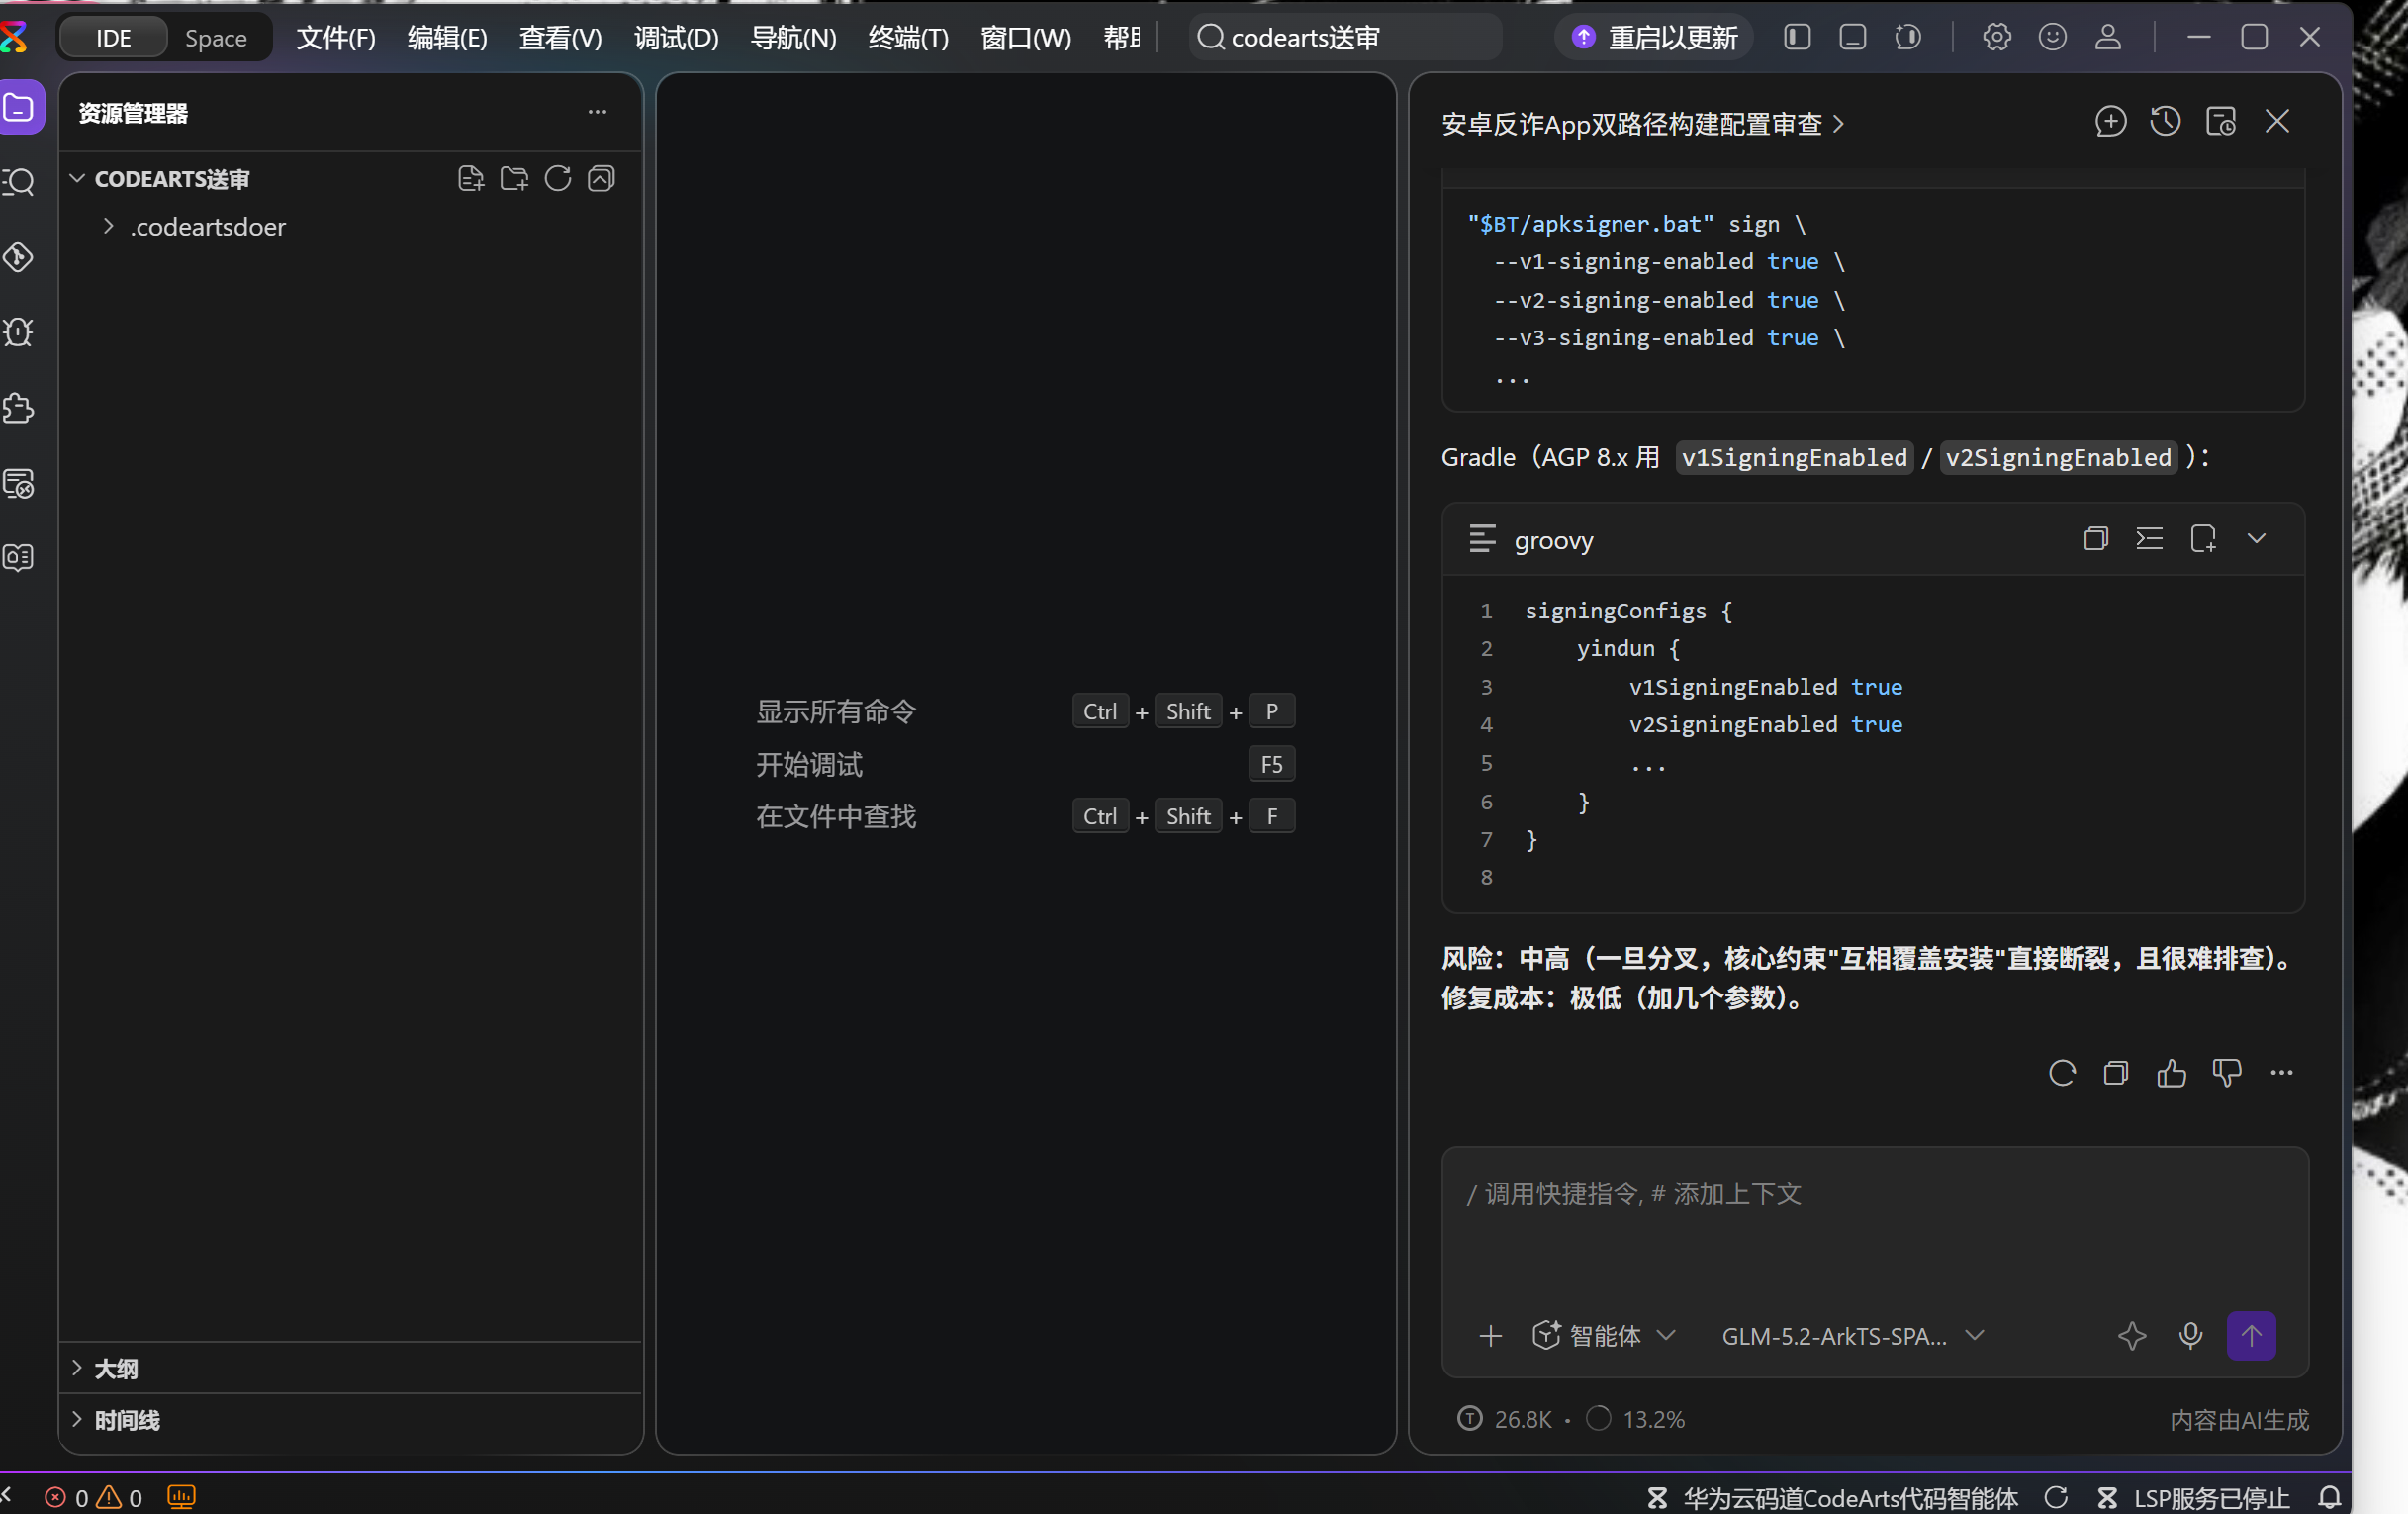 IDE Space 文件(F) 编辑(E) 查看(V) 调试(D) 导航(N) 终端(T) 窗口(W) codearts送审 重启以更新
资源管理器
CODEARTS送审
.codeartsdoer
大纲
时间线
显示所有命令 Ctrl + Shift + P
开始调试 F5
在文件中查找 Ctrl + Shift + F
安卓反诈App双路径构建配置审查
"$BT/apksigner.bat" sign \
--v1-signing-enabled true \
--v2-signing-enabled true \
--v3-signing-enabled true \
...
Gradle（AGP 8.x 用 v1SigningEnabled / v2SigningEnabled ）：
groovy
1 signingConfigs {
2 yindun {
3 v1SigningEnabled true
4 v2SigningEnabled true
5 ...
6 }
7 }
8
风险：中高（一旦分叉，核心约束"互相覆盖安装"直接断裂，且很难排查）。
修复成本：极低（加几个参数）。
/ 调用快捷指令, # 添加上下文
智能体 GLM-5.2-ArkTS-SPA...
26.8K · 13.2% 内容由AI生成
0 0 华为云码道CodeArts代码智能体 LSP服务已停止